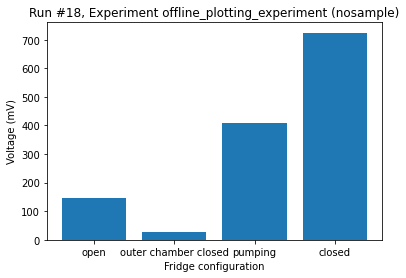 Run #18, Experiment offline_plotting_experiment (nosample)
Voltage (mV)
700
600
500
400
300
200
100
0
open outer chamber closed pumping closed
Fridge configuration